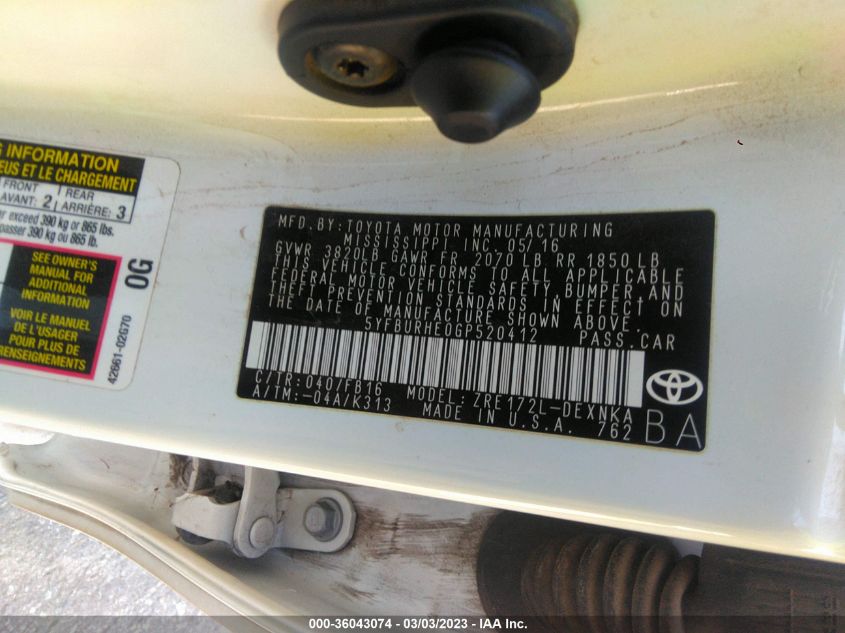 G INFORMATION
EUS ET LE CHARGEMENT
FRONT
AVANT: 2
REAR
ARRIÈRE: 3
exceed 390 kg or 865 lbs.
passer 390 kg ou 865 lb.
SEE OWNER'S
MANUAL FOR
ADDITIONAL
INFORMATION
VOIR LE MANUEL
DE L'USAGER
POUR PLUS DE
RENSEIGNEMENTS
0G
42661-02G70
MFD. BY: TOYOTA MOTOR MANUFACTURING
MISSISSIPPI, INC. 05/16
GVWR 3820LB GAWR FR 2070 LB RR 1850 LB
THIS VEHICLE CONFORMS TO ALL APPLICABLE
FEDERAL MOTOR VEHICLE SAFETY, BUMPER, AND
THEFT PREVENTION STANDARDS IN EFFECT ON
THE DATE OF MANUFACTURE SHOWN ABOVE.
5YFBURHE0GP520412 PASS. CAR
C/TR: 040/FB16 MODEL: ZRE172L-DEXNKA
A/TM: -04A/K313 MADE IN U.S.A. 762
BA
TOYOTA
000-36043074 - 03/03/2023 - IAA Inc.